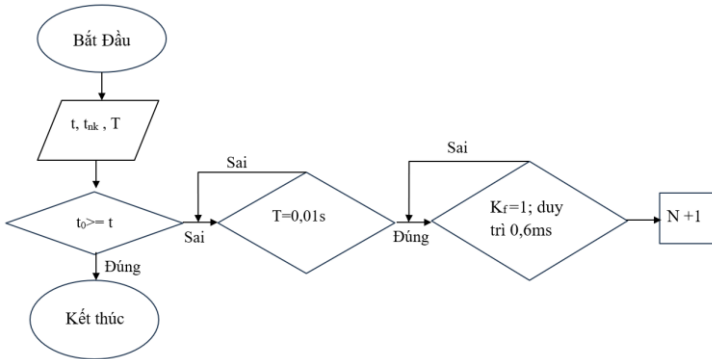 Bắt Đầu
t, tnk , T
t0>= t
Sai
Sai
T=0,01s
Đúng
Sai
Kf=1; duy
trì 0,6ms
N +1
Đúng
Kết thúc